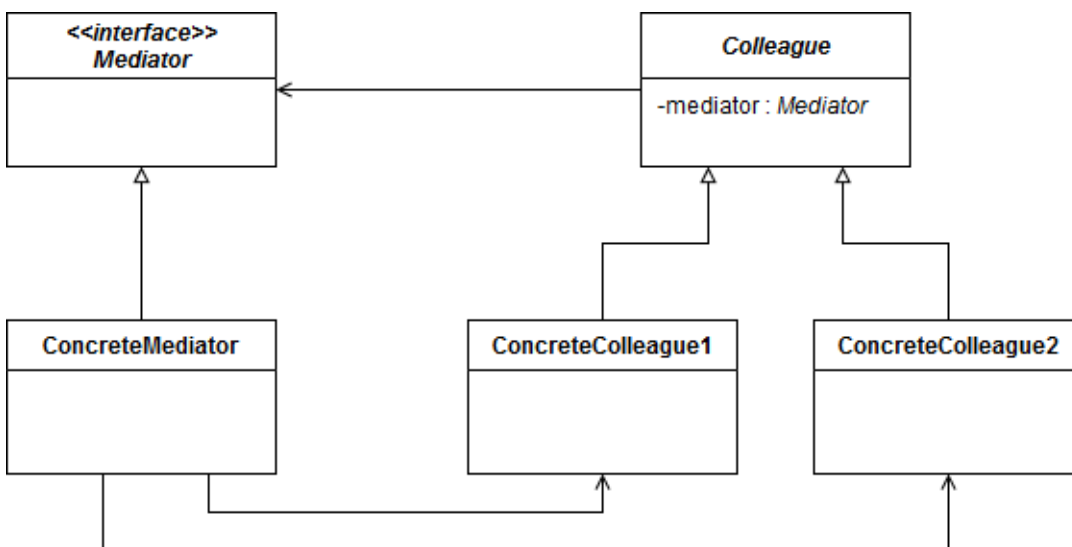 <<interface>>
Mediator
Colleague
-mediator : Mediator
ConcreteMediator
ConcreteColleague1
ConcreteColleague2